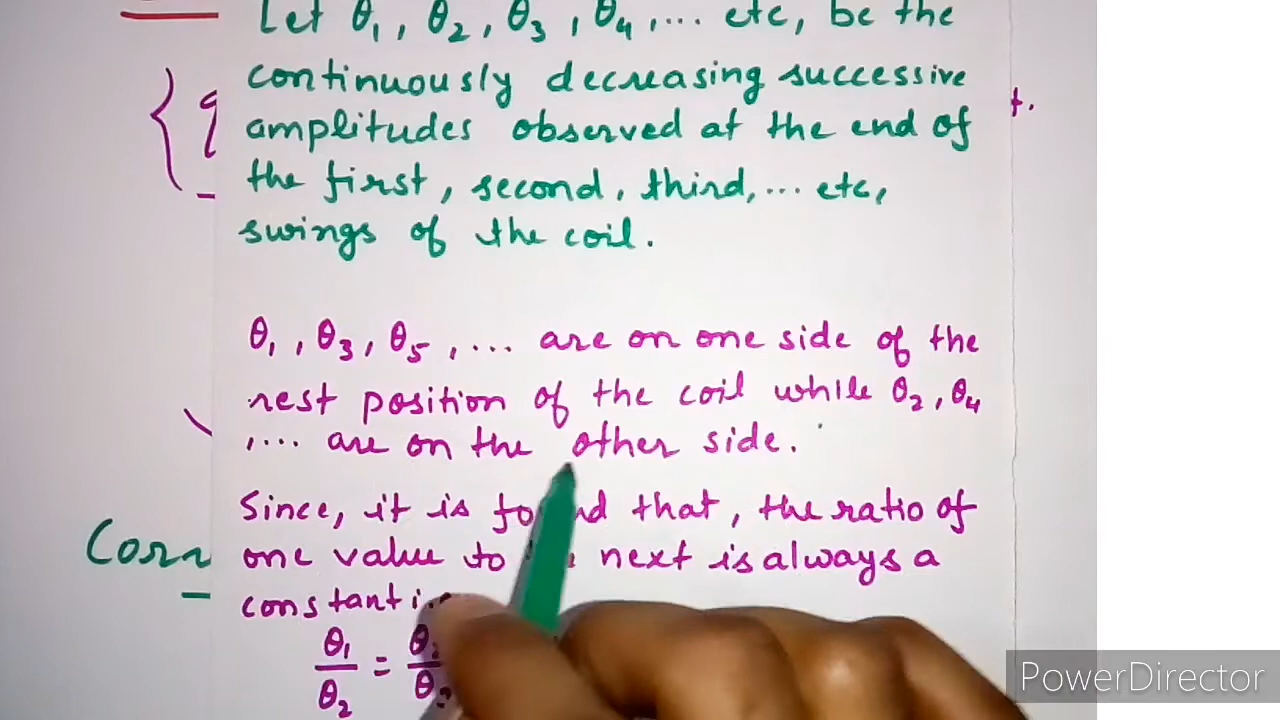 Let θ₁, θ₂, θ₃, θ₄, ... etc, be the
continuously decreasing successive
amplitudes observed at the end of
the first, second, third, ... etc,
swings of the coil.
θ₁, θ₃, θ₅, ... are on one side of the
rest position of the coil while θ₂, θ₄
, ... are on the other side.
Since, it is found that, the ratio of
one value to next is always a
constant i.e
θ₁/θ₂ = θ₂/θ₃
PowerDirector